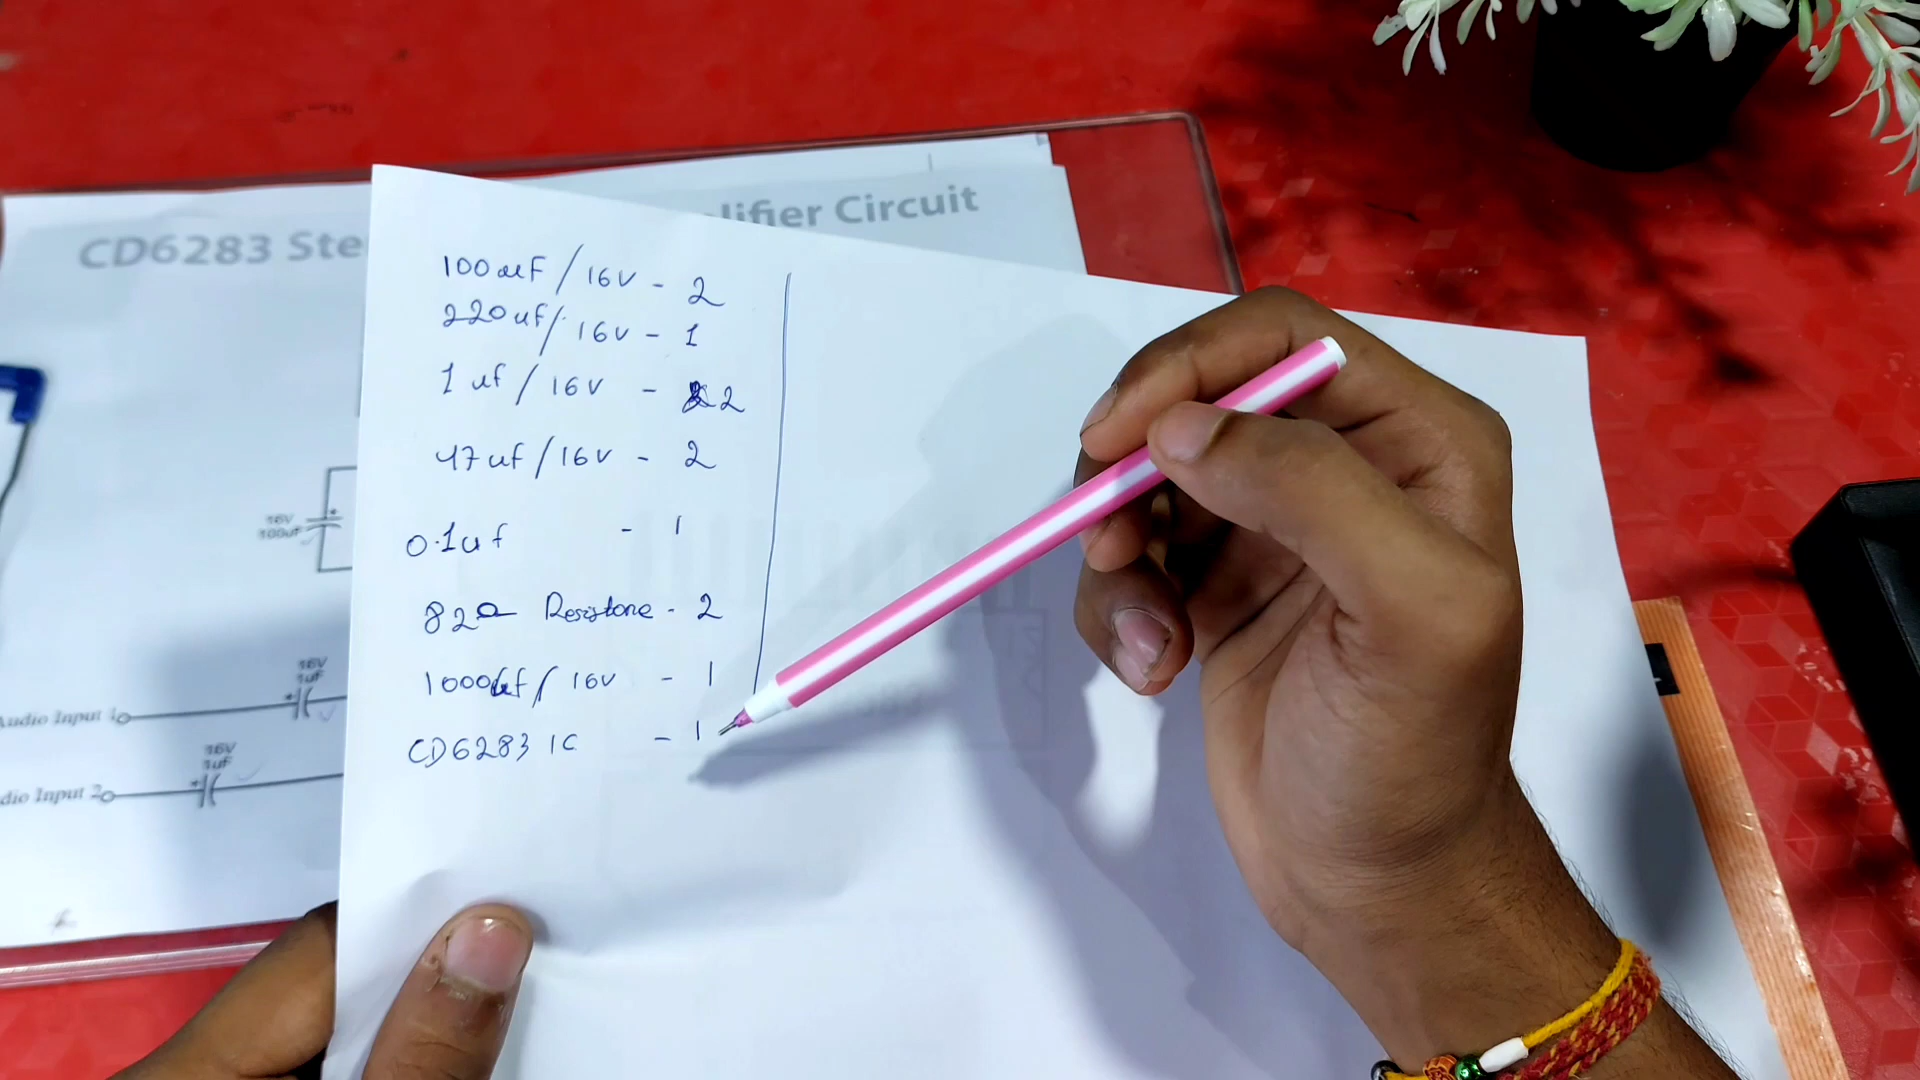 CD6283 Ste
lifier Circuit
100uF / 16V - 2
220uf / 16V - 1
1uf / 16V - 2
47uf / 16V - 2
0.1uf - 1
82Ω Resistone - 2
1000uf / 16V - 1
CD6283 IC - 1
16V
100uF
16V
1uF
Audio Input 1
16V
1uF
dio Input 2